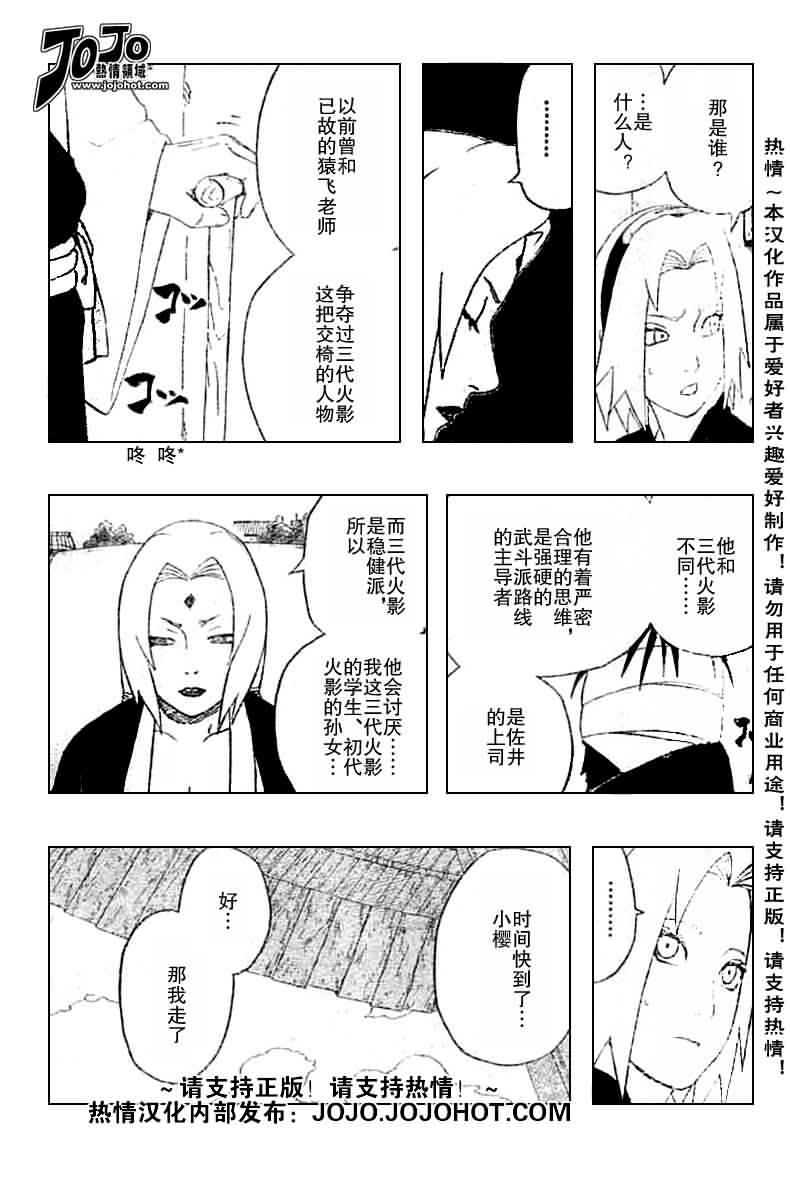 JOJO
熱情領域
www.jojohot.com
那是谁?
…是
什么人?
………
以前曾和
已故的猿飞老师
争夺过三代火影
这把交椅的人物
コッ
コッ
咚 咚*
他和
三代火影
不同……
他有着严密
合理的思维,
是强硬的
武斗派路线
的主导者
是佐井
的上司
而三代火影
是稳健派,
所以
他会讨厌……
我这三代火影
的学生、初代
火影的孙女
………
时间快到了…
小樱
好…
那我走了
~请支持正版!请支持热情!~
热情汉化内部发布:JOJO.JOJOHOT.COM
热情~本汉化作品属于爱好者兴趣爱好制作!请勿用于任何商业用途!请支持正版!请支持热情!